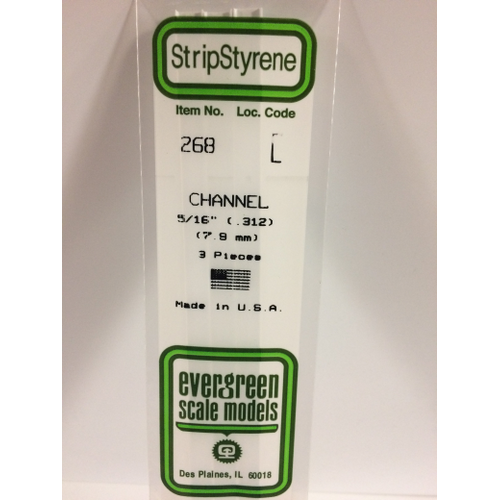 StripStyrene
Item No. Loc. Code
268 L
CHANNEL
5/16" (.312)
(7.9 mm)
3 Pieces
Made in U.S.A.
evergreen
scale models
Des Plaines, IL 60018